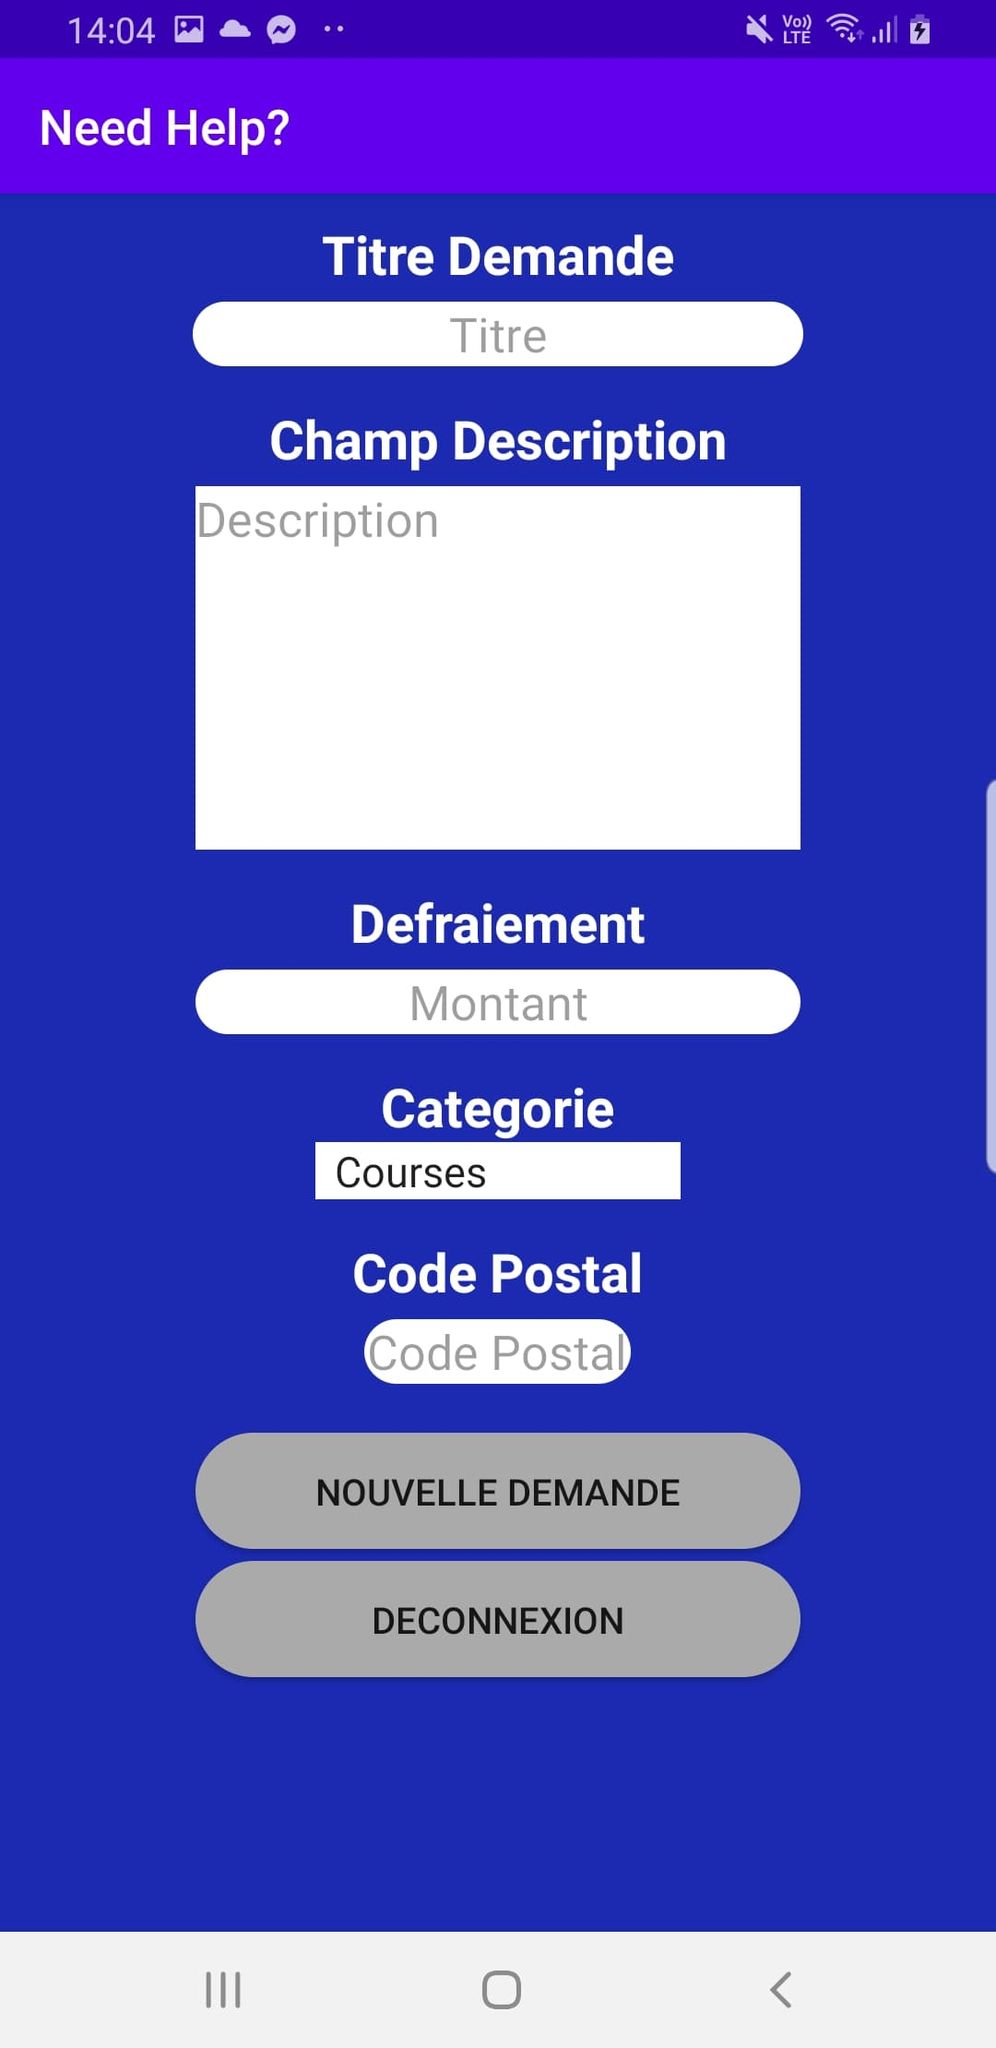 14:04
Vo)) LTE
Need Help?
Titre Demande
Titre
Champ Description
Description
Defraiement
Montant
Categorie
Courses
Code Postal
Code Postal
NOUVELLE DEMANDE
DECONNEXION